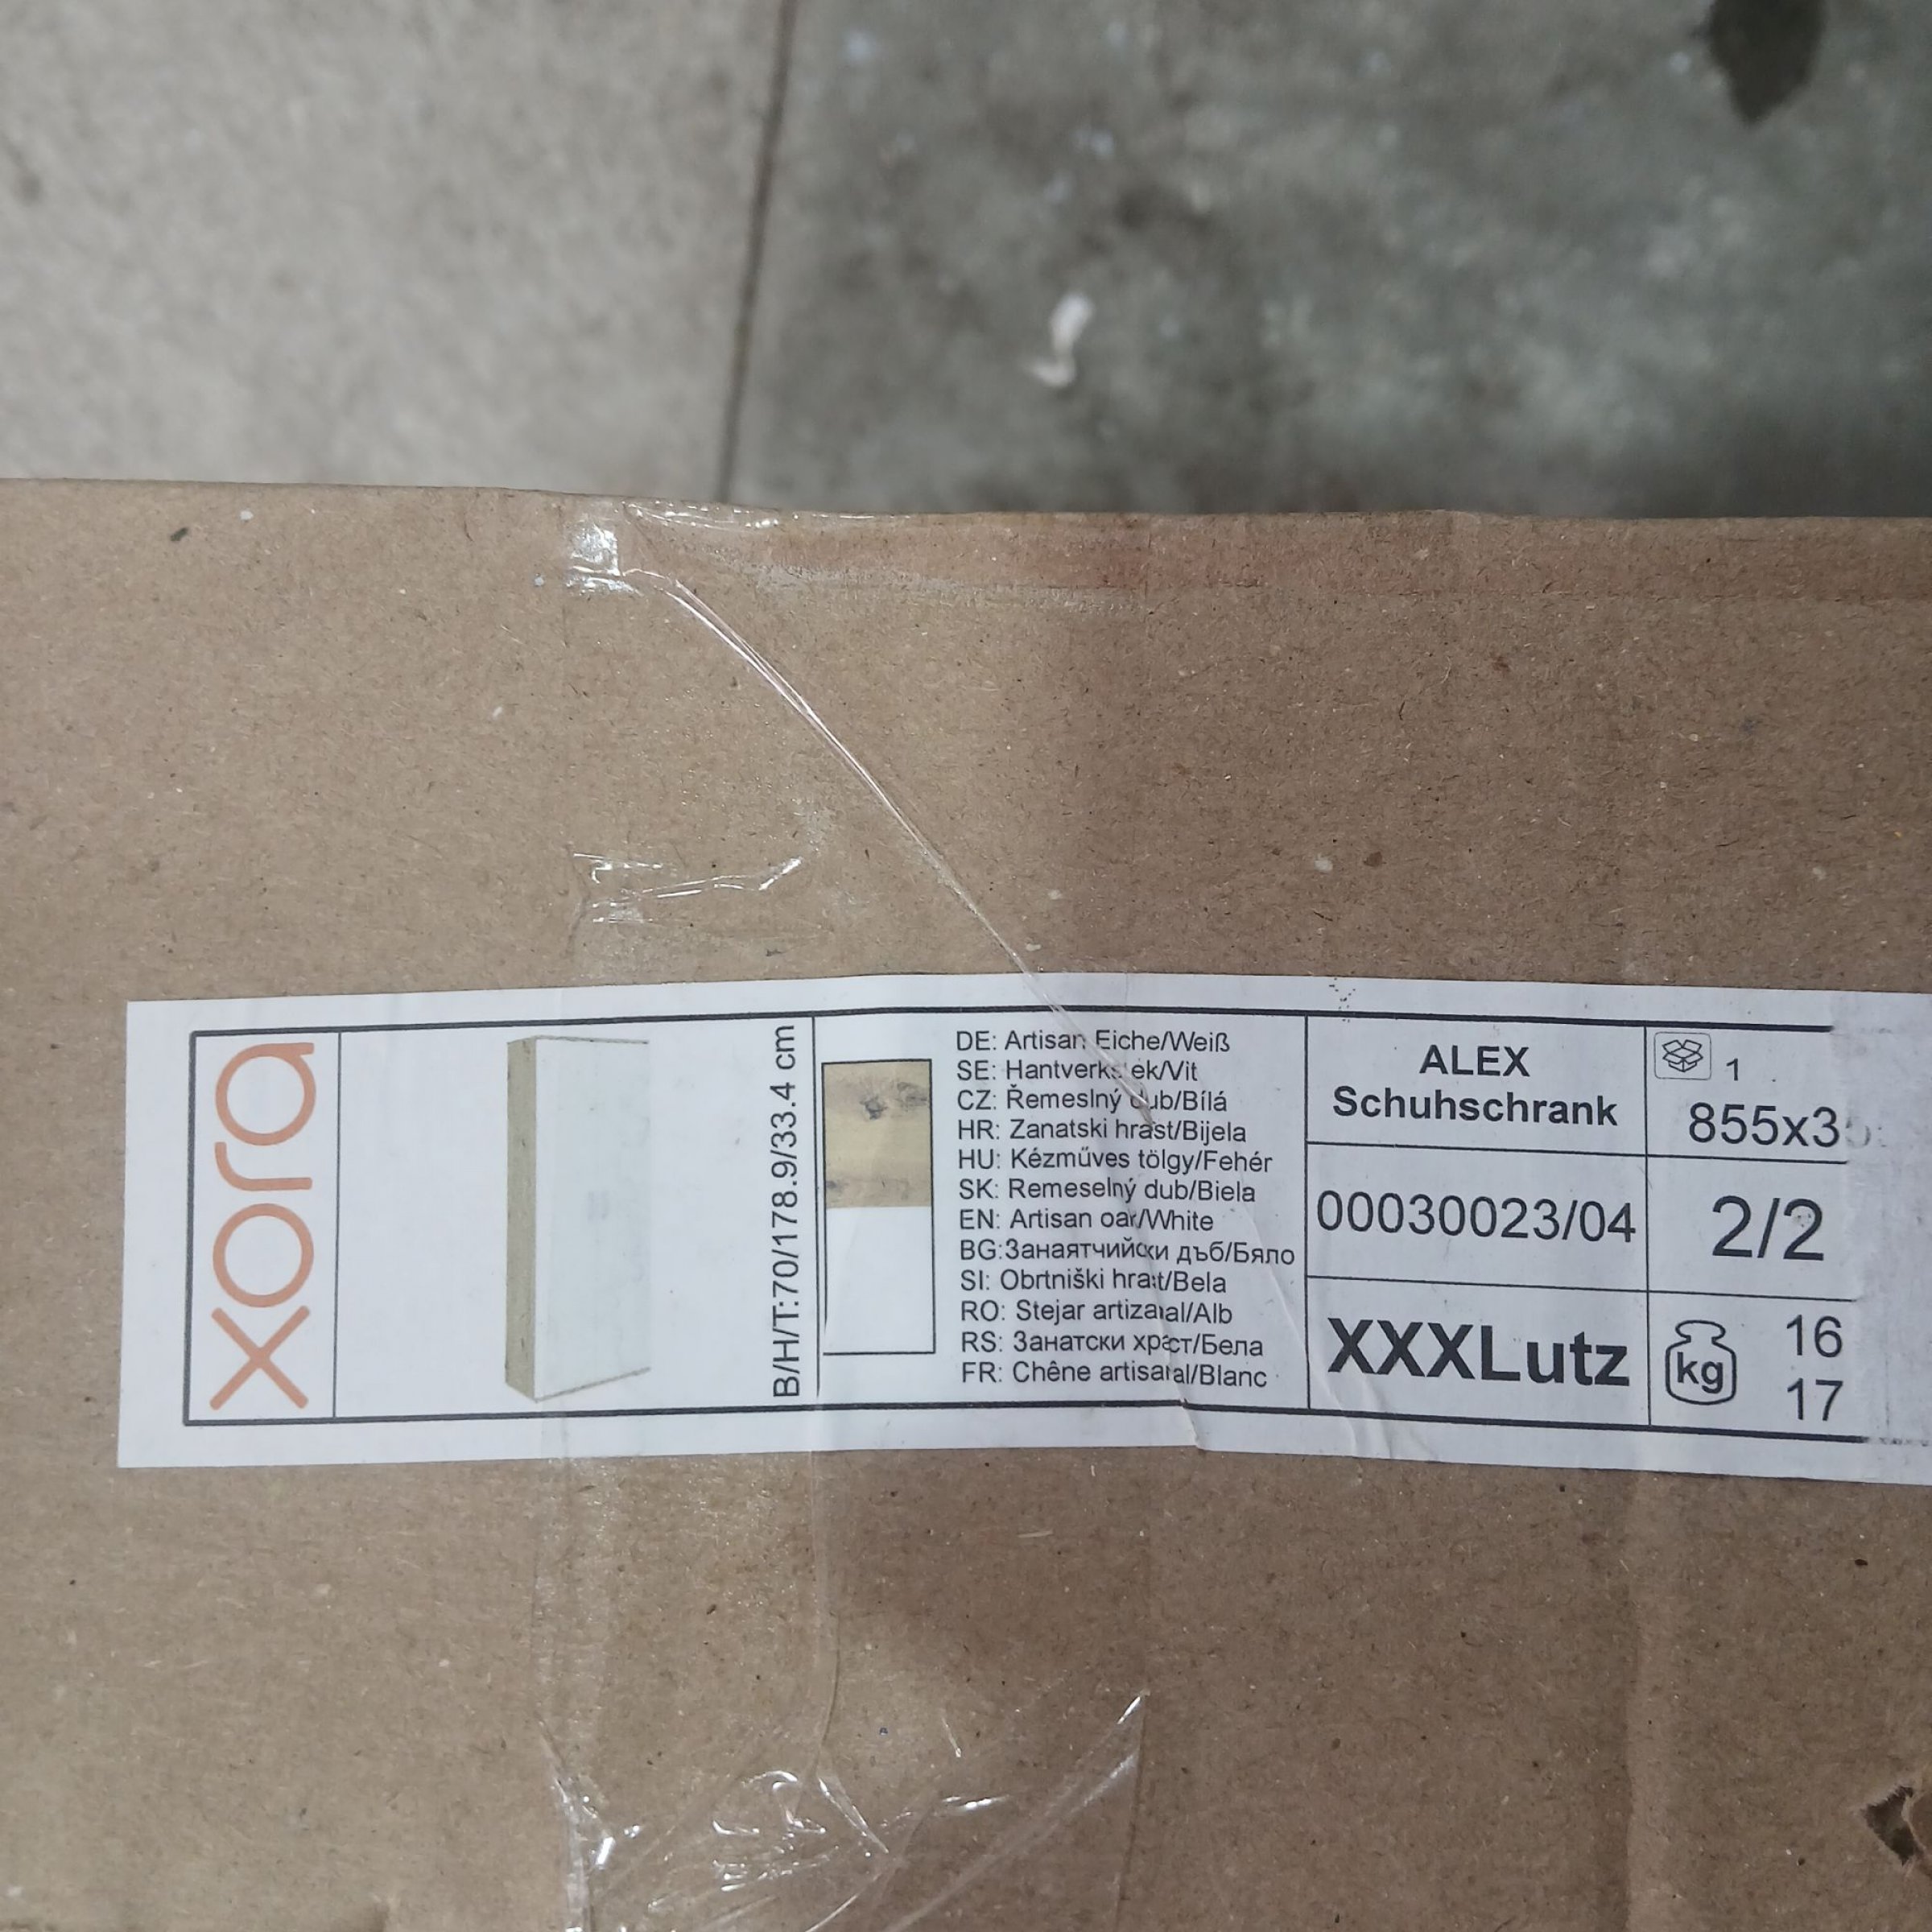 xora
B/H/T:70/178.9/33.4 cm
DE: Artisan Eiche/Weiß
SE: Hantverks ek/Vit
CZ: Řemeslný dub/Bílá
HR: Zanatski hrast/Bijela
HU: Kézműves tölgy/Fehér
SK: Remeselný dub/Biela
EN: Artisan oak/White
BG:Занаятчийски дъб/Бяло
SI: Obrtniški hrast/Bela
RO: Stejar artizanal/Alb
RS: Занатски храст/Бела
FR: Chêne artisanal/Blanc
ALEX
Schuhschrank
00030023/04
XXXLutz
1
855x3
2/2
kg
16
17